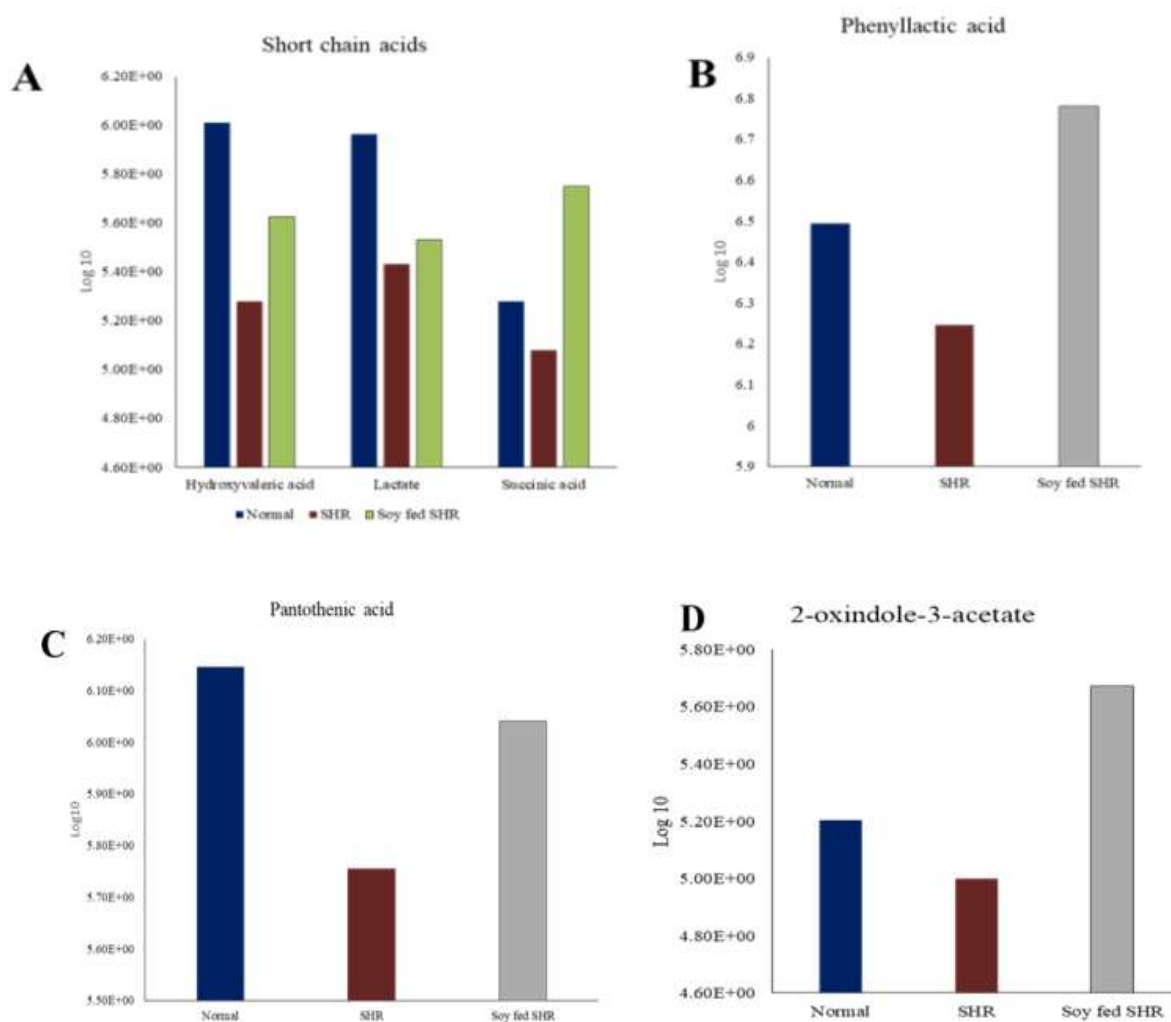 A
Short chain acids
6.20E+00
6.00E+00
5.80E+00
5.60E+00
5.40E+00
5.20E+00
5.00E+00
4.80E+00
4.60E+00
Log 10
Hydroxyvaleric acid Lactate Succinic acid
Normal SHR Soy fed SHR
B
Phenyllactic acid
6.9
6.8
6.7
6.6
6.5
6.4
6.3
6.2
6.1
6
5.9
Normal SHR Soy fed SHR
C
Pantothenic acid
6.20E+00
6.10E+00
6.00E+00
5.90E+00
5.80E+00
5.70E+00
5.60E+00
5.50E+00
Log10
Normal SHR Soy fed SHR
D
2-oxindole-3-acetate
5.80E+00
5.60E+00
5.40E+00
5.20E+00
5.00E+00
4.80E+00
4.60E+00
Log 10
Normal SHR Soy fed SHR